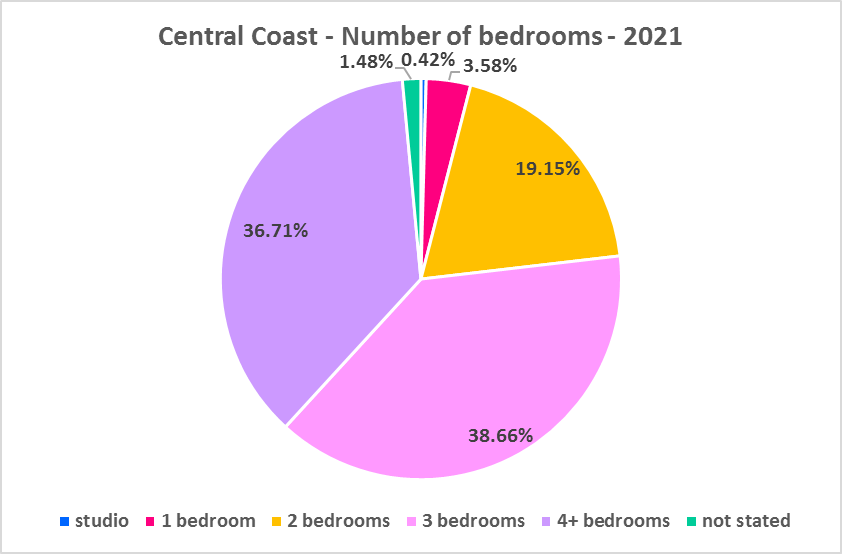 Central Coast - Number of bedrooms - 2021
1.48% 0.42% 3.58%
19.15%
36.71%
38.66%
studio 1 bedroom 2 bedrooms 3 bedrooms 4+ bedrooms not stated